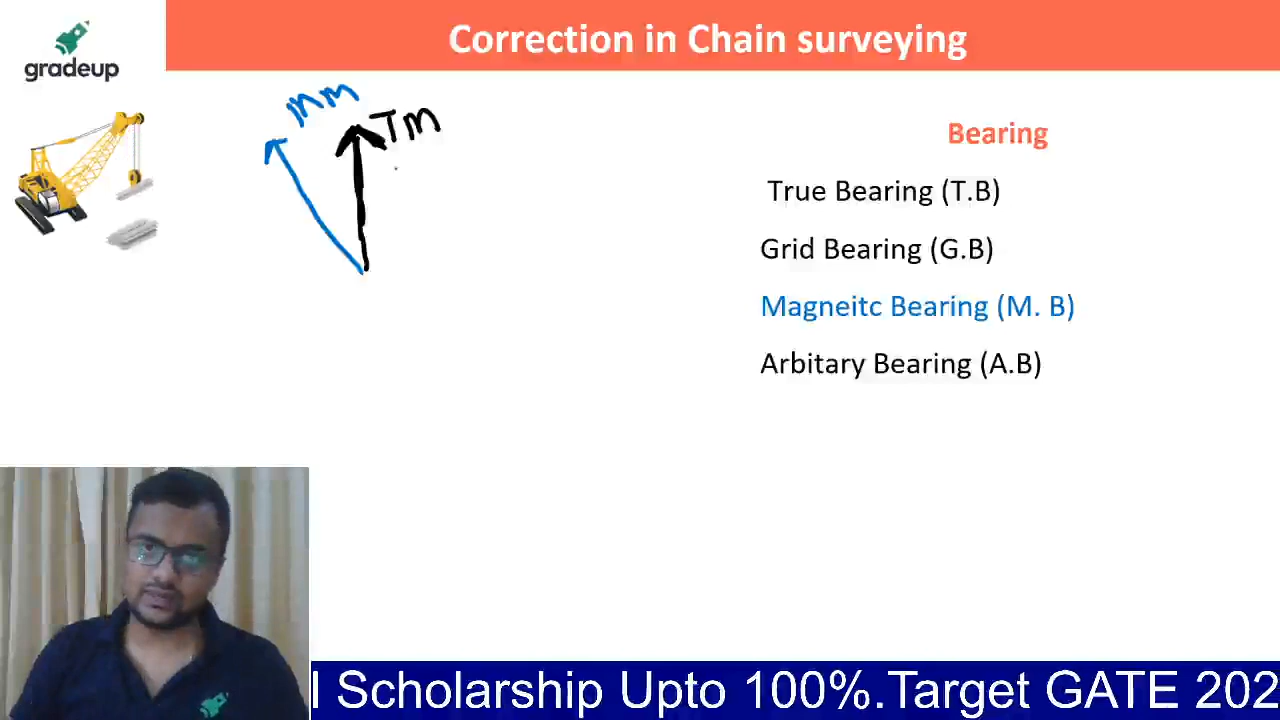 Correction in Chain surveying
gradeup
mm
Tm
Bearing
True Bearing (T.B)
Grid Bearing (G.B)
Magneitc Bearing (M. B)
Arbitary Bearing (A.B)
Scholarship Upto 100%.Target GATE 202